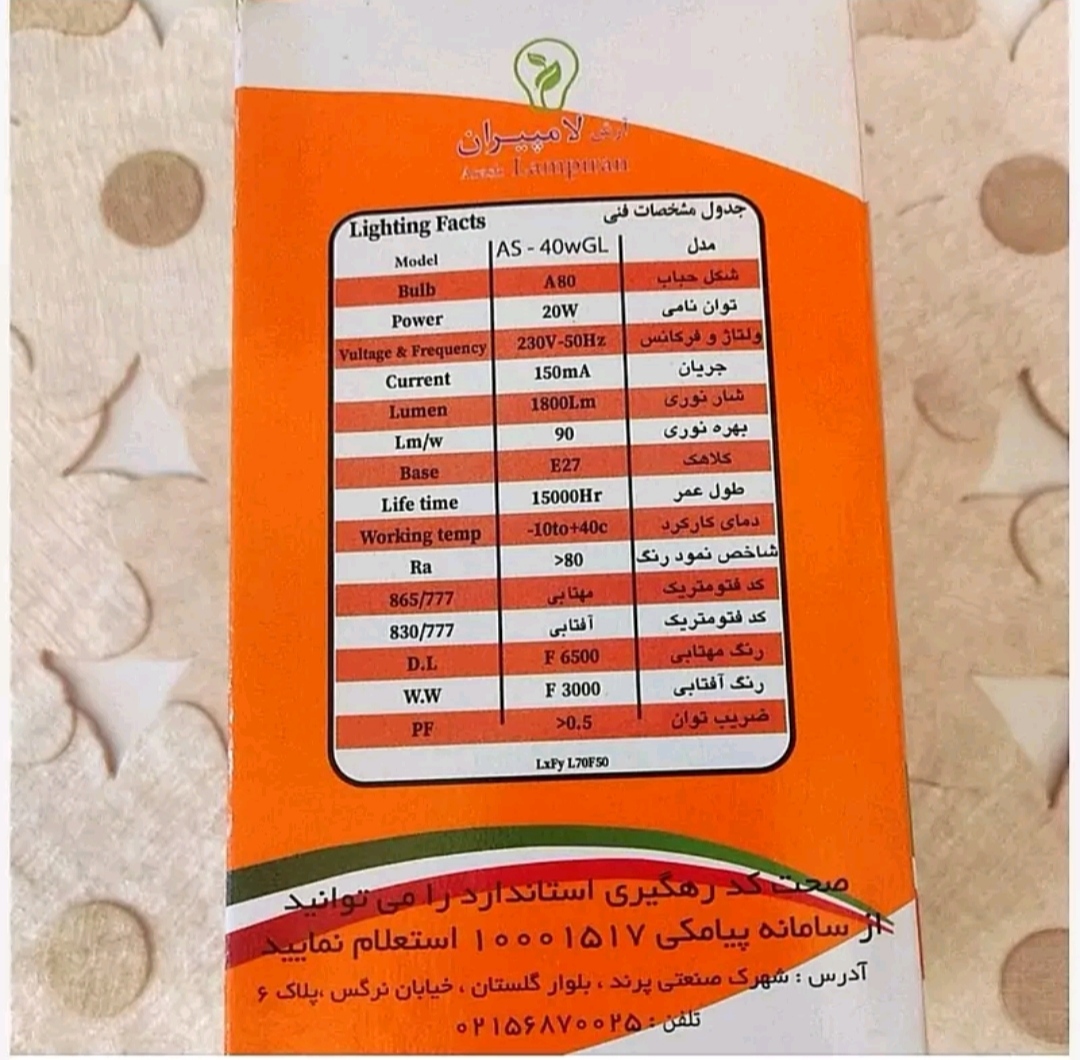 آرش لامپیران
Arash Lampiran
Lighting Facts جدول مشخصات فنی
Model AS - 40wGL مدل
Bulb A80 شکل حباب
Power 20W توان نامی
Vultage & Frequency 230V-50Hz ولتاژ و فرکانس
Current 150mA جریان
Lumen 1800Lm شار نوری
Lm/w 90 بهره نوری
Base E27 کلاهک
Life time 15000Hr طول عمر
Working temp -10to+40c دمای کارکرد
Ra >80 شاخص نمود رنگ
865/777 مهتابی کد فتومتریک
830/777 آفتابی کد فتومتریک
D.L F 6500 رنگ مهتابی
W.W F 3000 رنگ آفتابی
PF >0.5 ضریب توان
LxFy L70F50
صحت کد رهگیری استاندارد را می توانید
از سامانه پیامکی ۱۰۰۰۱۵۱۷ استعلام نمایید
آدرس : شهرک صنعتی پرند ، بلوار گلستان ، خیابان نرگس ،پلاک ۶
تلفن : ۰۲۱۵۶۸۷۰۰۲۵